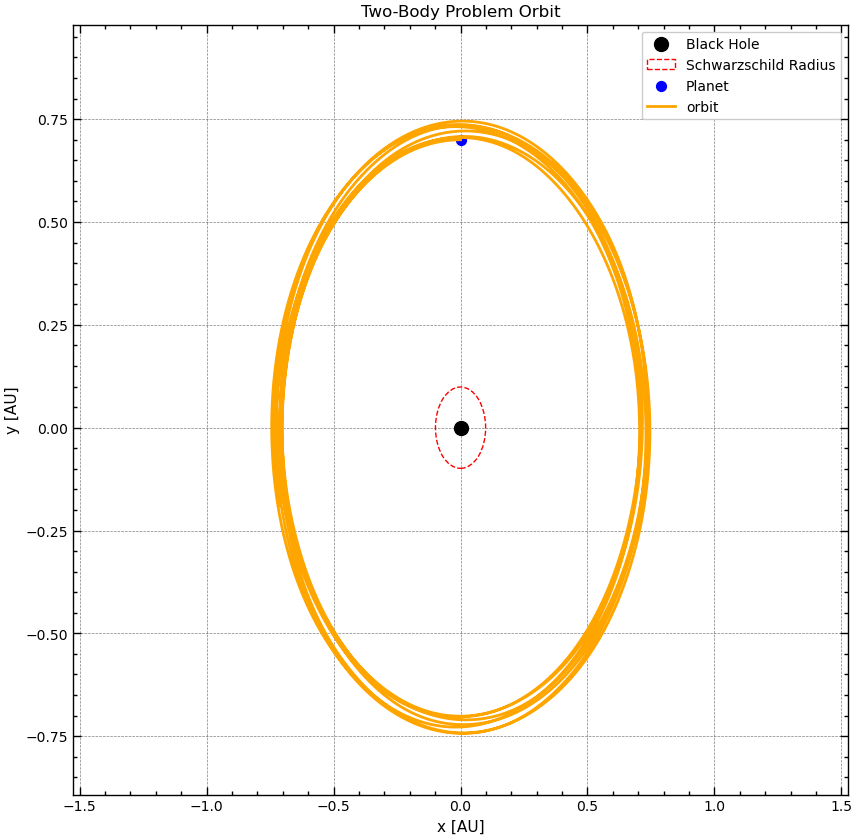 Two-Body Problem Orbit
Black Hole
Schwarzschild Radius
Planet
orbit
y [AU]
0.75
0.50
0.25
0.00
−0.25
−0.50
−0.75
−1.5 −1.0 −0.5 0.0 0.5 1.0 1.5
x [AU]